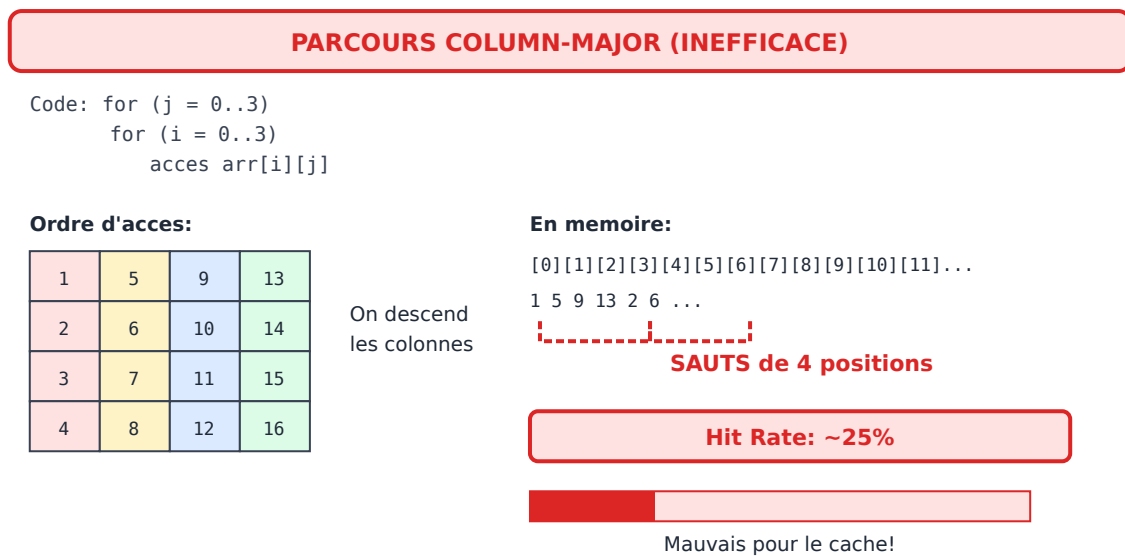 PARCOURS COLUMN-MAJOR (INEFFICACE)
Code: for (j = 0..3)
for (i = 0..3)
acces arr[i][j]
Ordre d'acces:
1 5 9 13
2 6 10 14
3 7 11 15
4 8 12 16
On descend
les colonnes
En memoire:
[0][1][2][3][4][5][6][7][8][9][10][11]...
1 5 9 13 2 6 ...
SAUTS de 4 positions
Hit Rate: ~25%
Mauvais pour le cache!